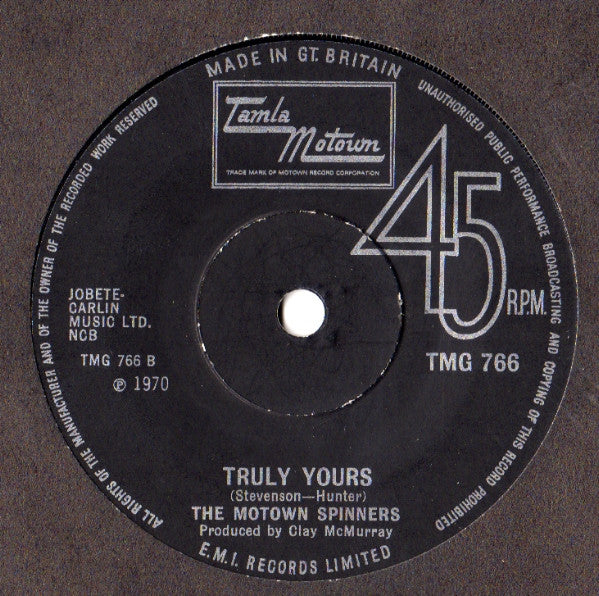 MADE IN GT. BRITAIN
UNAUTHORISED PUBLIC PERFORMANCE BROADCASTING AND COPYING OF THIS RECORD PROHIBITED
ALL RIGHTS OF THE MANUFACTURER AND OF THE OWNER OF THE RECORDED WORK RESERVED
Tamla
Motown
TRADE MARK OF MOTOWN RECORD CORPORATION
45
R.P.M.
JOBETE-
CARLIN
MUSIC LTD.
NCB
TMG 766 B
℗ 1970
TMG 766
TRULY YOURS
(Stevenson—Hunter)
THE MOTOWN SPINNERS
Produced by Clay McMurray
E.M.I. RECORDS LIMITED